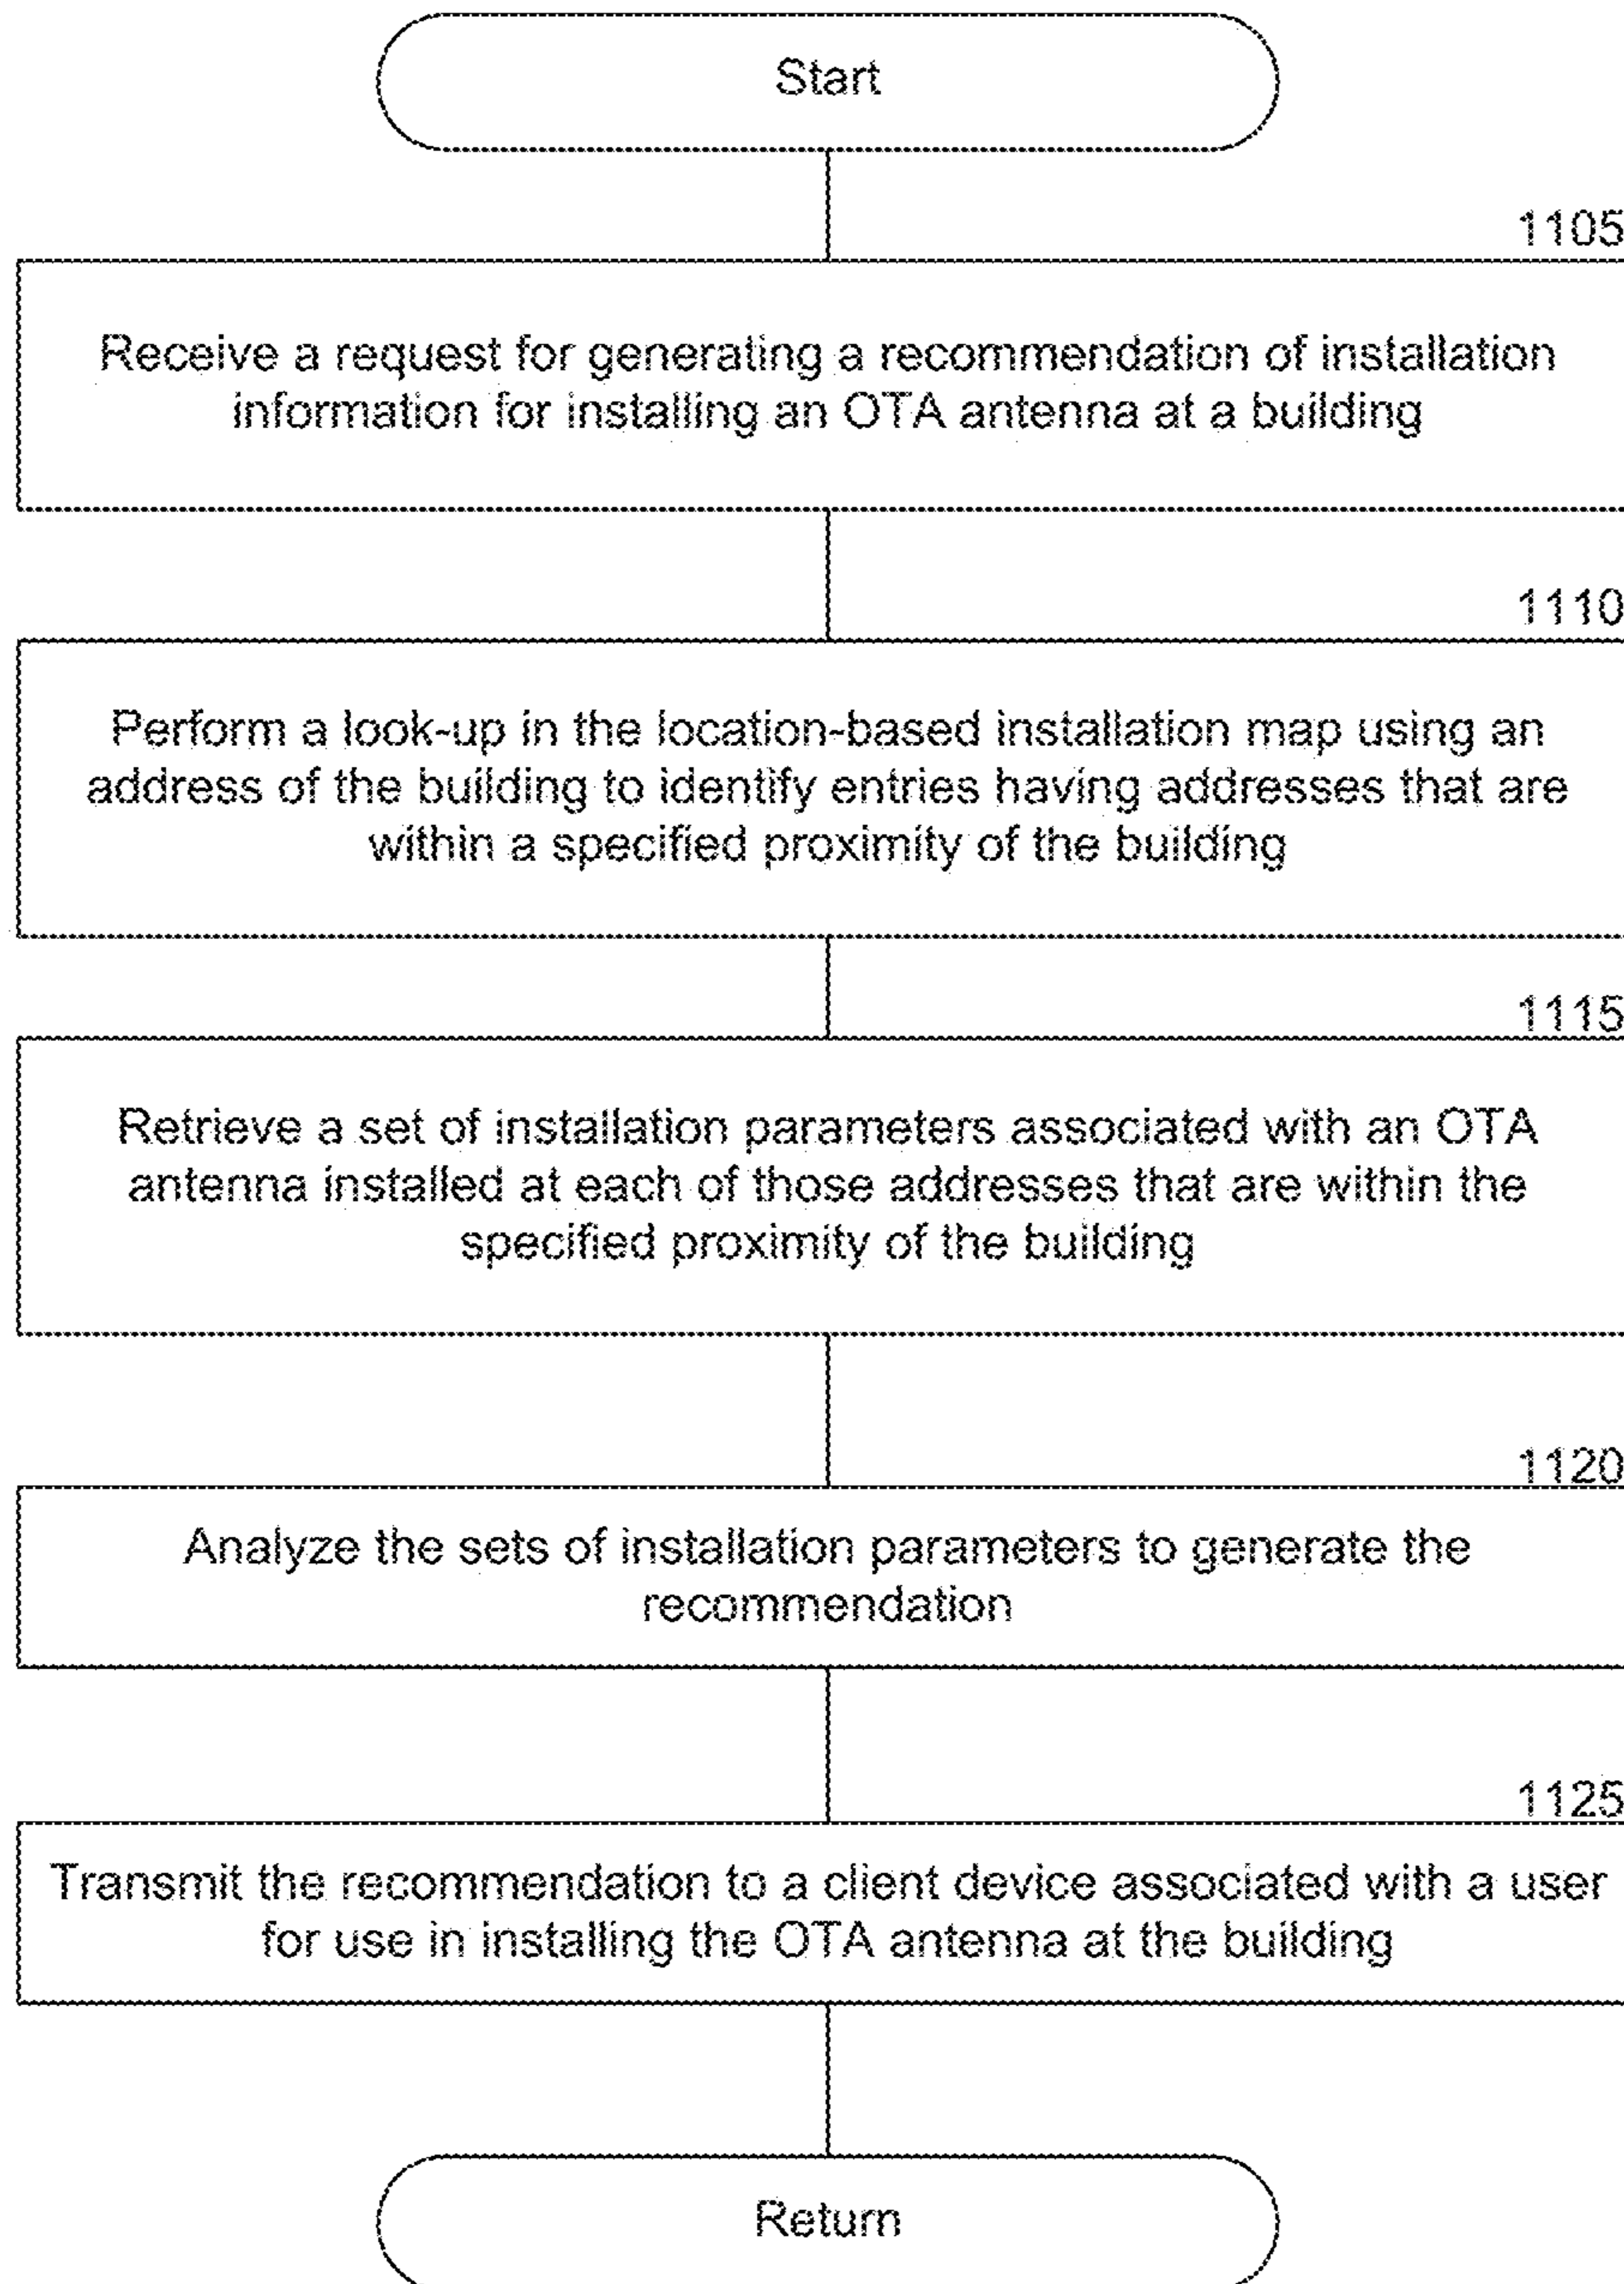 Start
1105
Receive a request for generating a recommendation of installation
information for installing an OTA antenna at a building
1110
Perform a look-up in the location-based installation map using an
address of the building to identify entries having addresses that are
within a specified proximity of the building
1115
Retrieve a set of installation parameters associated with an OTA
antenna installed at each of those addresses that are within the
specified proximity of the building
1120
Analyze the sets of installation parameters to generate the
recommendation
1125
Transmit the recommendation to a client device associated with a user
for use in installing the OTA antenna at the building
Return